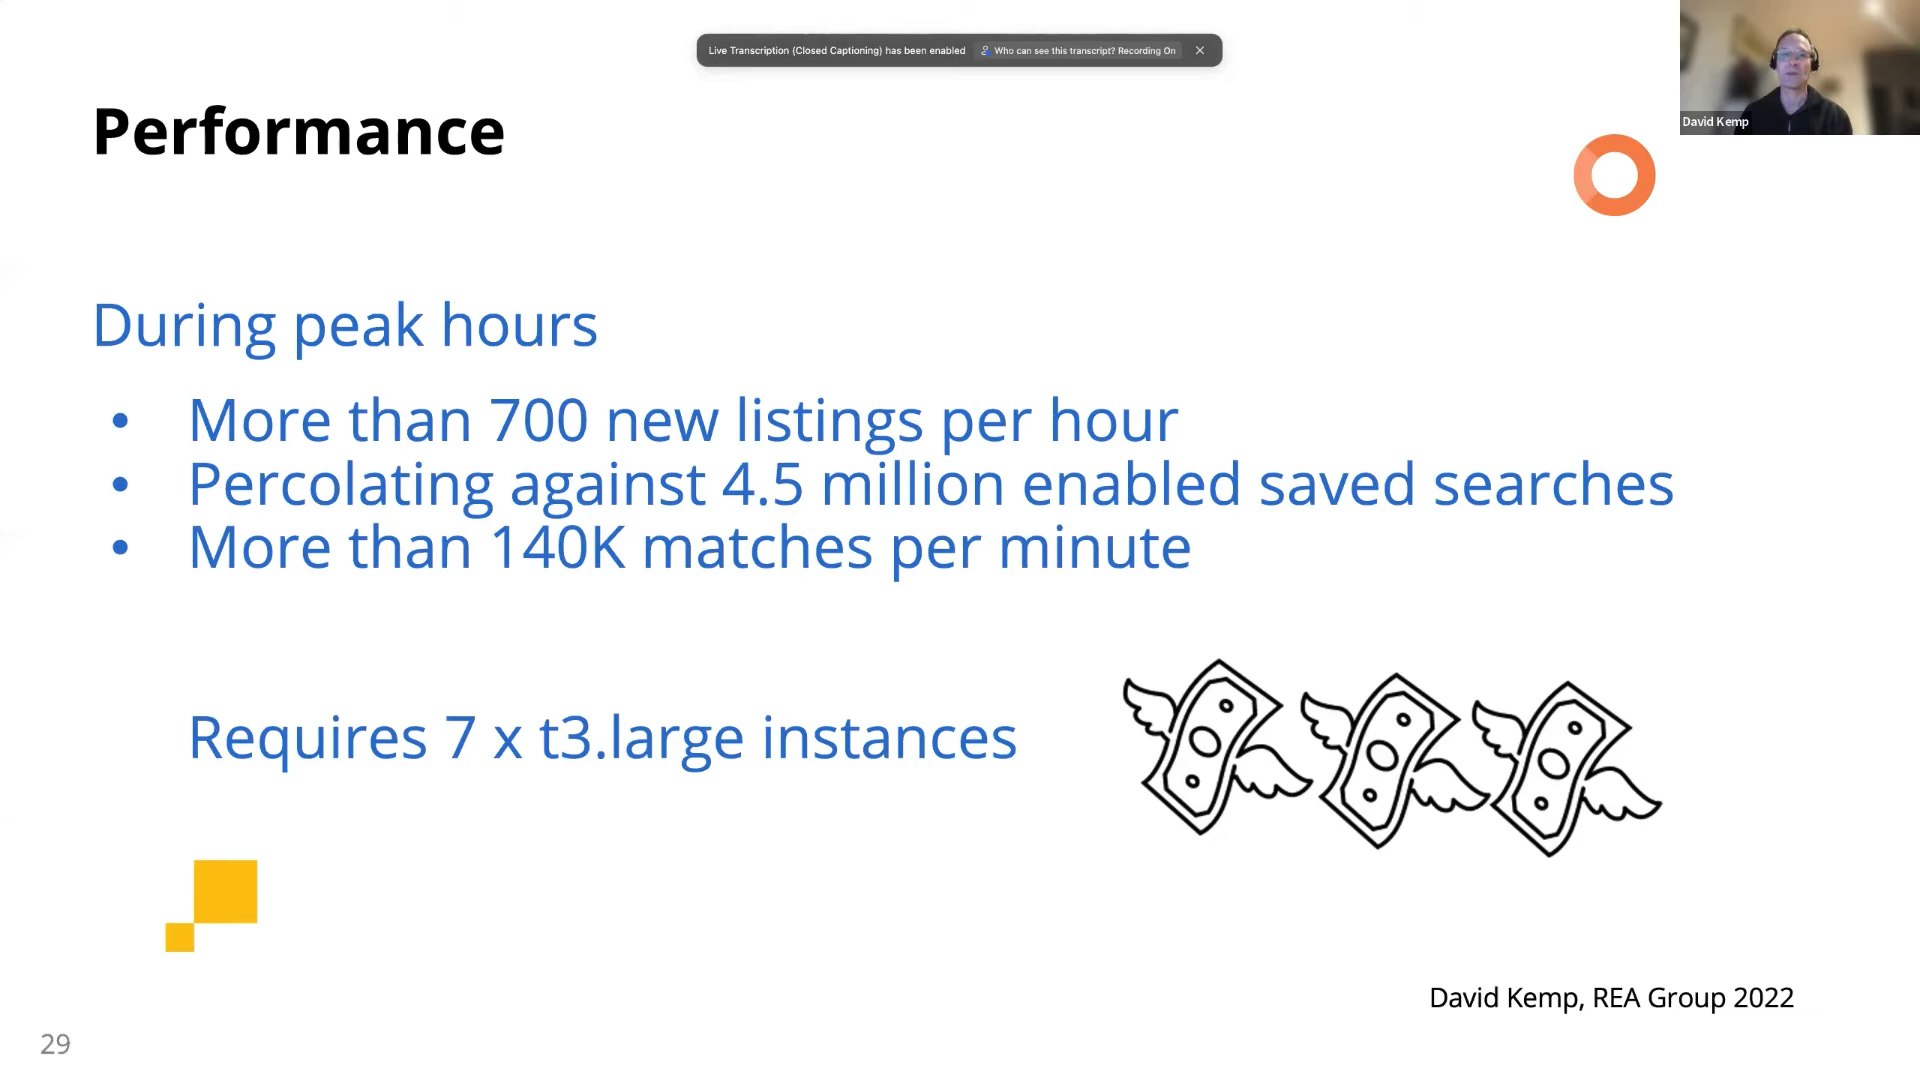 Live Transcription (Closed Captioning) has been enabled Who can see this transcript? Recording On
David Kemp
Performance
During peak hours
• More than 700 new listings per hour
• Percolating against 4.5 million enabled saved searches
• More than 140K matches per minute
Requires 7 x t3.large instances
David Kemp, REA Group 2022
29